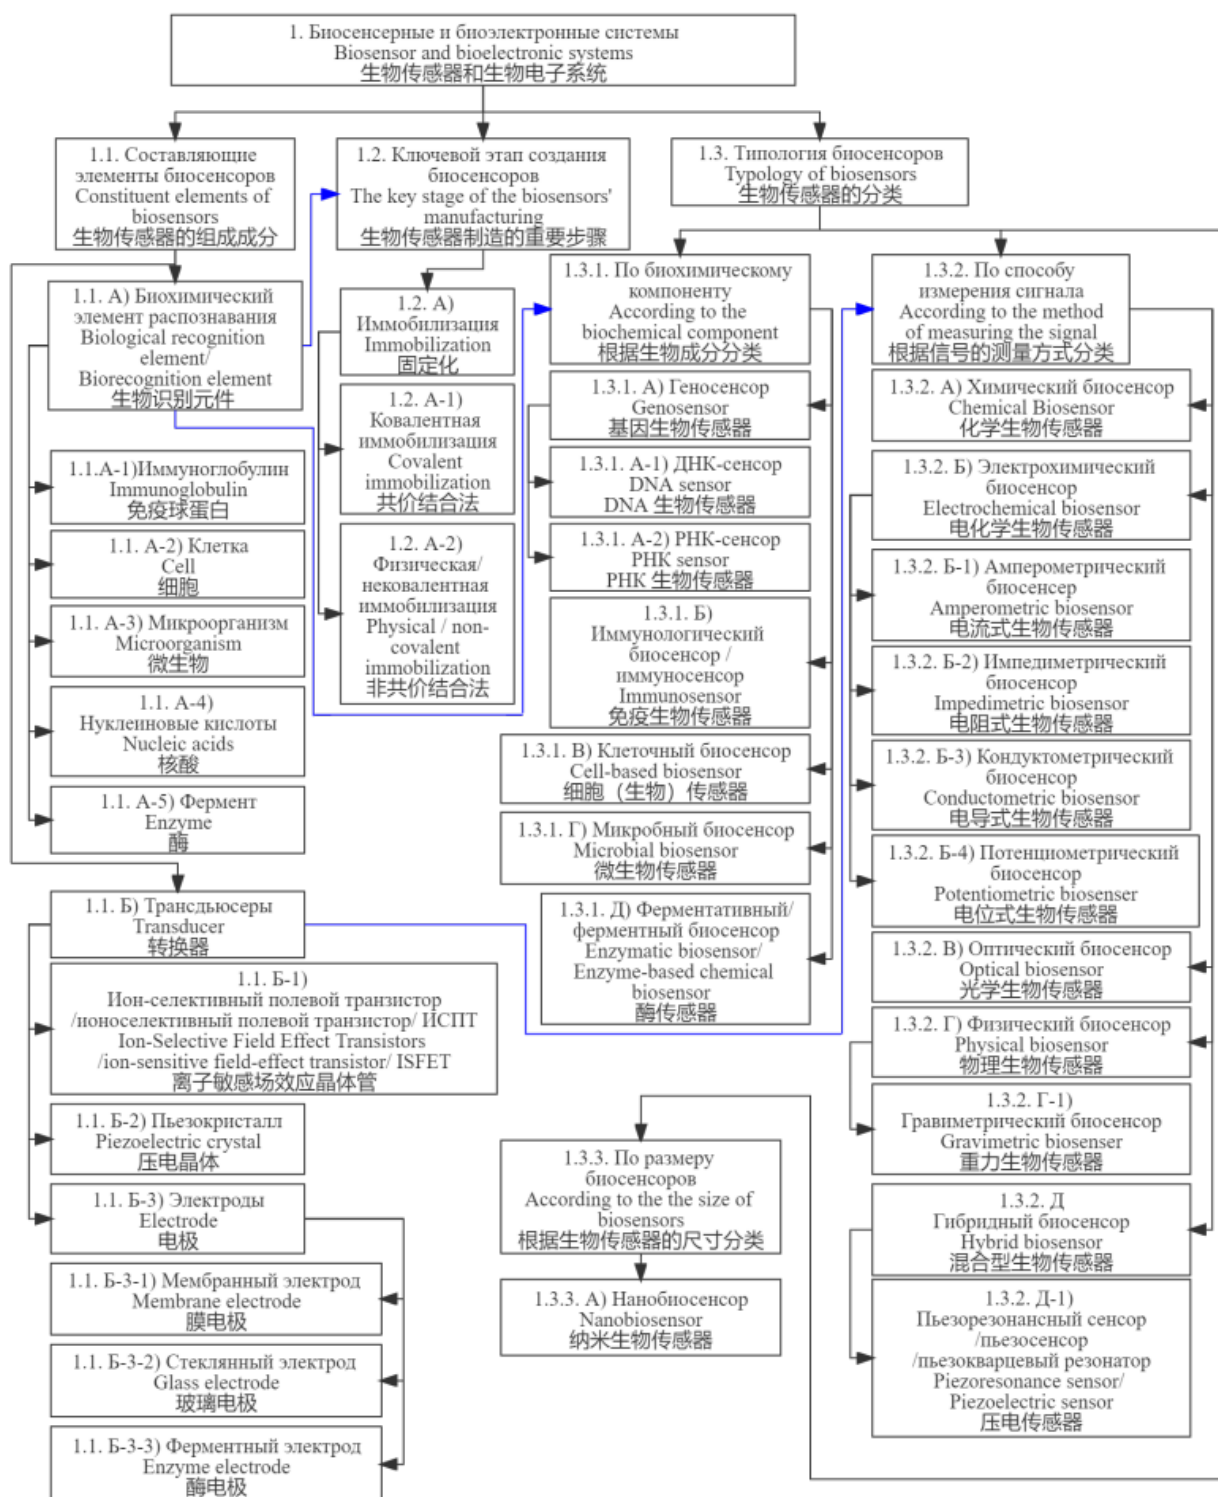 1. Биосенсерные и биоэлектронные системы
Biosensor and bioelectronic systems
生物传感器和生物电子系统
1.1. Составляющие
элементы биосенсоров
Constituent elements of
biosensors
生物传感器的组成成分
1.2. Ключевой этап создания
биосенсоров
The key stage of the biosensors'
manufacturing
生物传感器制造的重要步骤
1.3. Типология биосенсоров
Typology of biosensors
生物传感器的分类
1.1. А) Биохимический
элемент распознавания
Biological recognition
element/
Biorecognition element
生物识别元件
1.1.А-1)Иммуноглобулин
Immunoglobulin
免疫球蛋白
1.1. А-2) Клетка
Cell
细胞
1.1. А-3) Микроорганизм
Microorganism
微生物
1.1. А-4)
Нуклеиновые кислоты
Nucleic acids
核酸
1.1. А-5) Фермент
Enzyme
酶
1.1. Б) Трансдьюсеры
Transducer
转换器
1.1. Б-1)
Ион-селективный полевой транзистор
/ионоселективный полевой транзистор/ ИСПТ
Ion-Selective Field Effect Transistors
/ion-sensitive field-effect transistor/ ISFET
离子敏感场效应晶体管
1.1. Б-2) Пьезокристалл
Piezoelectric crystal
压电晶体
1.1. Б-3) Электроды
Electrode
电极
1.1. Б-3-1) Мембранный электрод
Membrane electrode
膜电极
1.1. Б-3-2) Стеклянный электрод
Glass electrode
玻璃电极
1.1. Б-3-3) Ферментный электрод
Enzyme electrode
酶电极
1.2. А)
Иммобилизация
Immobilization
固定化
1.2. А-1)
Ковалентная
иммобилизация
Covalent
immobilization
共价结合法
1.2. А-2)
Физическая/
нековалентная
иммобилизация
Physical / non-
covalent
immobilization
非共价结合法
1.3.1. По биохимическому
компоненту
According to the
biochemical component
根据生物成分分类
1.3.1. А) Геносенсор
Genosensor
基因生物传感器
1.3.1. А-1) ДНК-сенсор
DNA sensor
DNA 生物传感器
1.3.1. А-2) РНК-сенсор
РНК sensor
РНК 生物传感器
1.3.1. Б)
Иммунологический
биосенсор /
иммуносенсор
Immunosensor
免疫生物传感器
1.3.1. В) Клеточный биосенсор
Cell-based biosensor
细胞（生物）传感器
1.3.1. Г) Микробный биосенсор
Microbial biosensor
微生物传感器
1.3.1. Д) Ферментативный/
ферментный биосенсор
Enzymatic biosensor/
Enzyme-based chemical
biosensor
酶传感器
1.3.2. По способу
измерения сигнала
According to the method
of measuring the signal
根据信号的测量方式分类
1.3.2. А) Химический биосенсор
Chemical Biosensor
化学生物传感器
1.3.2. Б) Электрохимический
биосенсор
Electrochemical biosensor
电化学生物传感器
1.3.2. Б-1) Амперометрический
биосенсер
Amperometric biosensor
电流式生物传感器
1.3.2. Б-2) Импедиметрический
биосенсор
Impedimetric biosensor
电阻式生物传感器
1.3.2. Б-3) Кондуктометрический
биосенсор
Conductometric biosensor
电导式生物传感器
1.3.2. Б-4) Потенциометрический
биосенсор
Potentiometric biosenser
电位式生物传感器
1.3.2. В) Оптический биосенсор
Optical biosensor
光学生物传感器
1.3.2. Г) Физический биосенсор
Physical biosensor
物理生物传感器
1.3.2. Г-1)
Гравиметрический биосенсор
Gravimetric biosenser
重力生物传感器
1.3.2. Д
Гибридный биосенсор
Hybrid biosensor
混合型生物传感器
1.3.2. Д-1)
Пьезорезонансный сенсор
/пьезосенсор
/пьезокварцевый резонатор
Piezoresonance sensor/
Piezoelectric sensor
压电传感器
1.3.3. По размеру
биосенсоров
According to the the size of
biosensors
根据生物传感器的尺寸分类
1.3.3. А) Нанобиосенсор
Nanobiosensor
纳米生物传感器